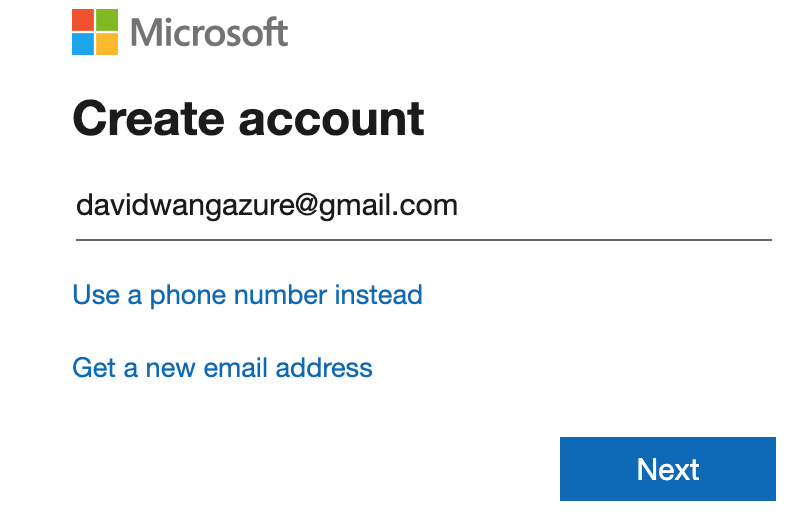 Microsoft
Create account
davidwangazure@gmail.com
Use a phone number instead
Get a new email address
Next